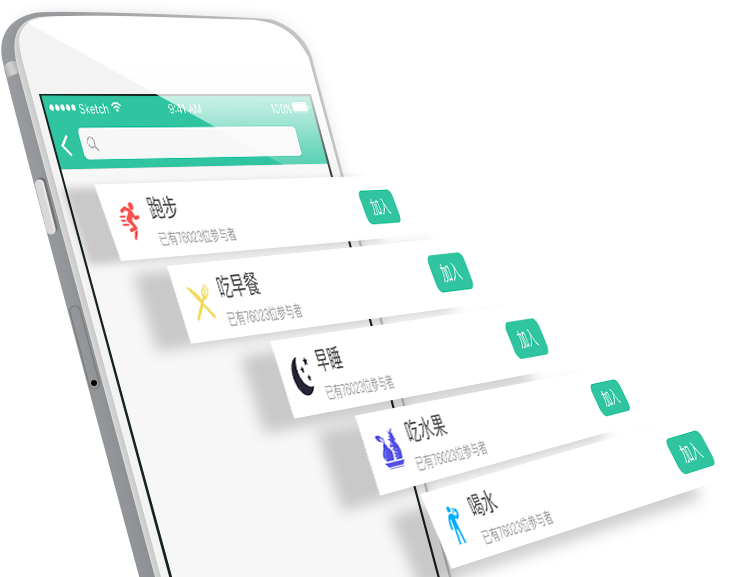 Sketch 9:41 AM 100%
跑步
已有76023位参与者
加入
吃早餐
已有76023位参与者
加入
早睡
已有76023位参与者
加入
吃水果
已有76023位参与者
加入
喝水
已有76023位参与者
加入